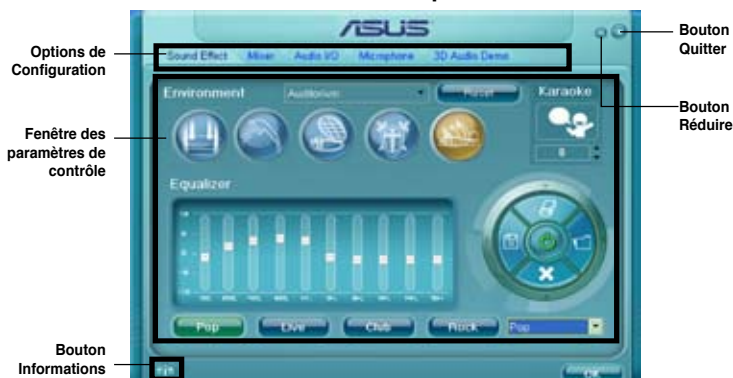 ASUS
Bouton
Quitter
Options de
Configuration
Sound Effect Mixer Audio I/O Microphone 3D Audio Demo
Environment Auditorium Reset Karaoke
Bouton
Réduire
Fenêtre des
paramètres de
contrôle
Equalizer
Pop Live Club Rock Pop
Bouton
Informations
OK